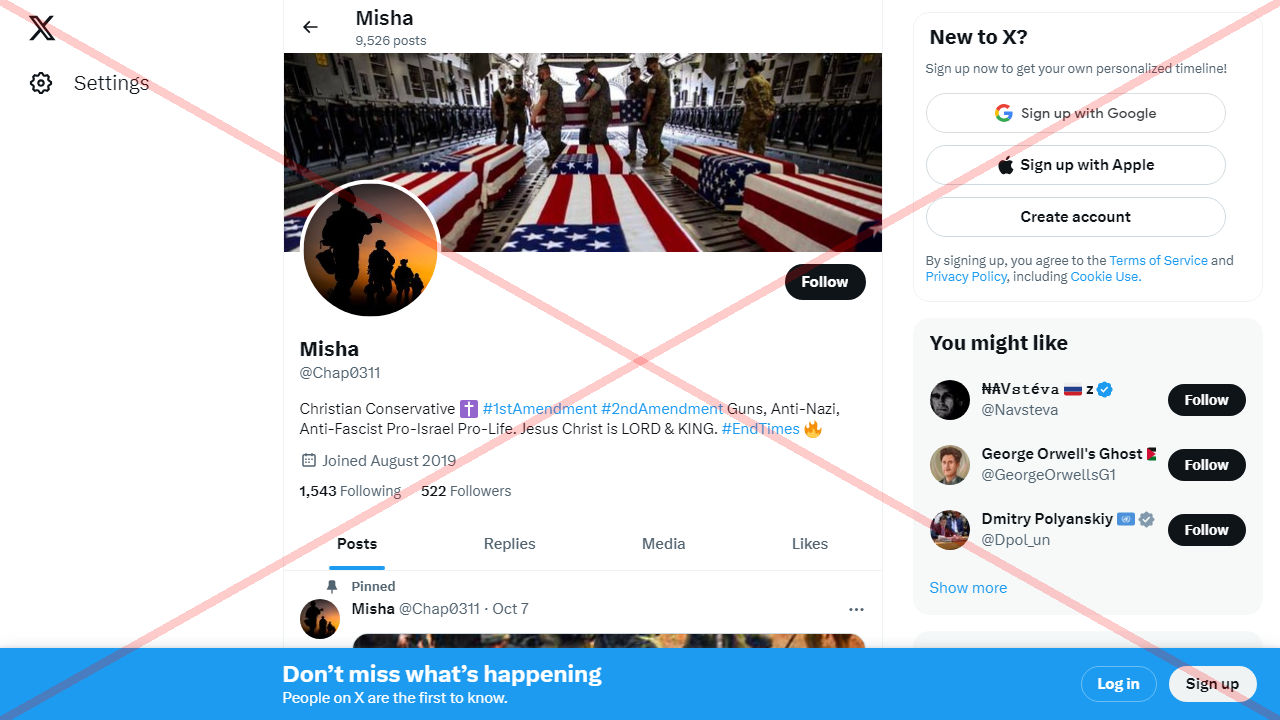 Settings
Misha
9,526 posts
Follow
Misha
@Chap0311
Christian Conservative ✝️ #1stAmendment #2ndAmendment Guns, Anti-Nazi,
Anti-Fascist Pro-Israel Pro-Life. Jesus Christ is LORD & KING. #EndTimes 🔥
Joined August 2019
1,543 Following 522 Followers
Posts Replies Media Likes
Pinned
Misha @Chap0311 · Oct 7
New to X?
Sign up now to get your own personalized timeline!
Sign up with Google
Sign up with Apple
Create account
By signing up, you agree to the Terms of Service and
Privacy Policy, including Cookie Use.
You might like
₦₳V𝚜𝚝é𝚟𝚊 🇷🇺 z
@Navsteva
Follow
George Orwell's Ghost
@GeorgeOrwellsG1
Follow
Dmitry Polyanskiy 🇺🇳
@Dpol_un
Follow
Show more
Don’t miss what’s happening
People on X are the first to know.
Log in
Sign up